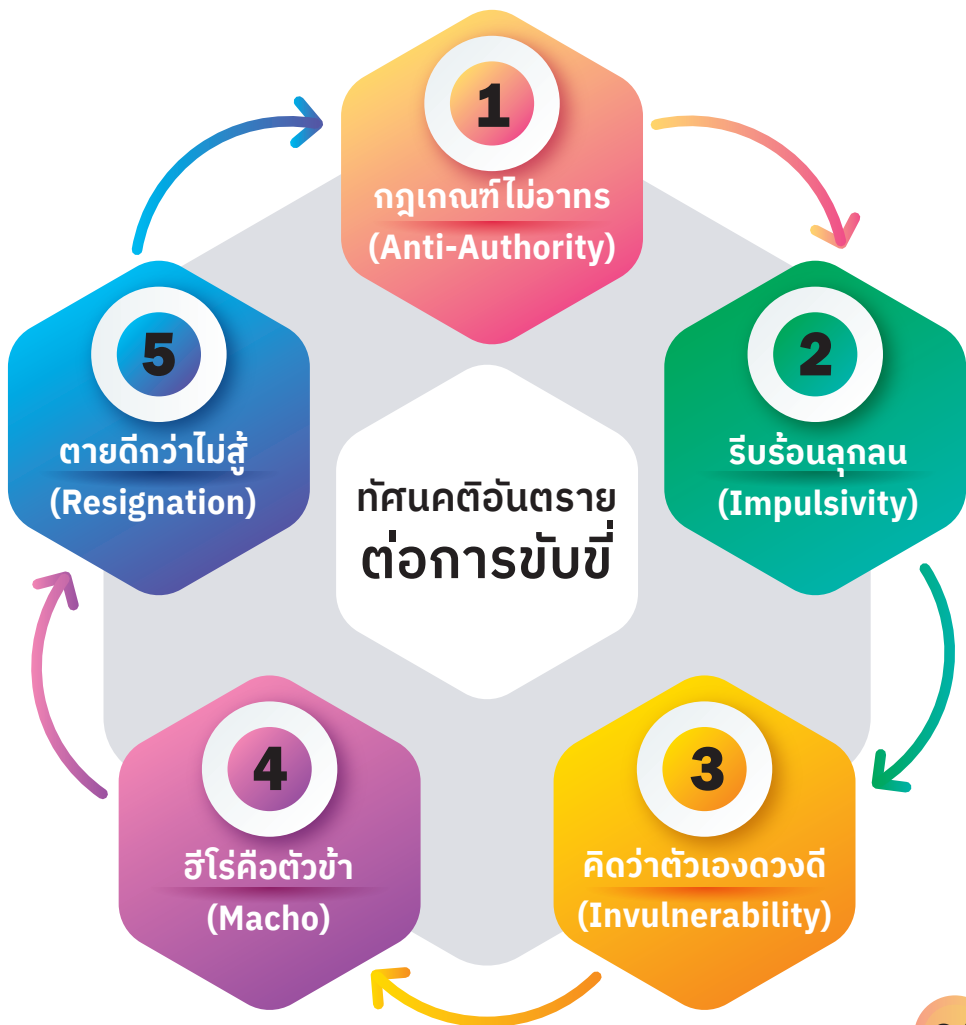 1
กฎเกณฑ์ไม่อาทร
(Anti-Authority)
2
รีบร้อนลุกลน
(Impulsivity)
3
คิดว่าตัวเองดวงดี
(Invulnerability)
4
ฮีโร่คือตัวข้า
(Macho)
5
ตายดีกว่าไม่สู้
(Resignation)
ทัศนคติอันตราย
ต่อการขับขี่